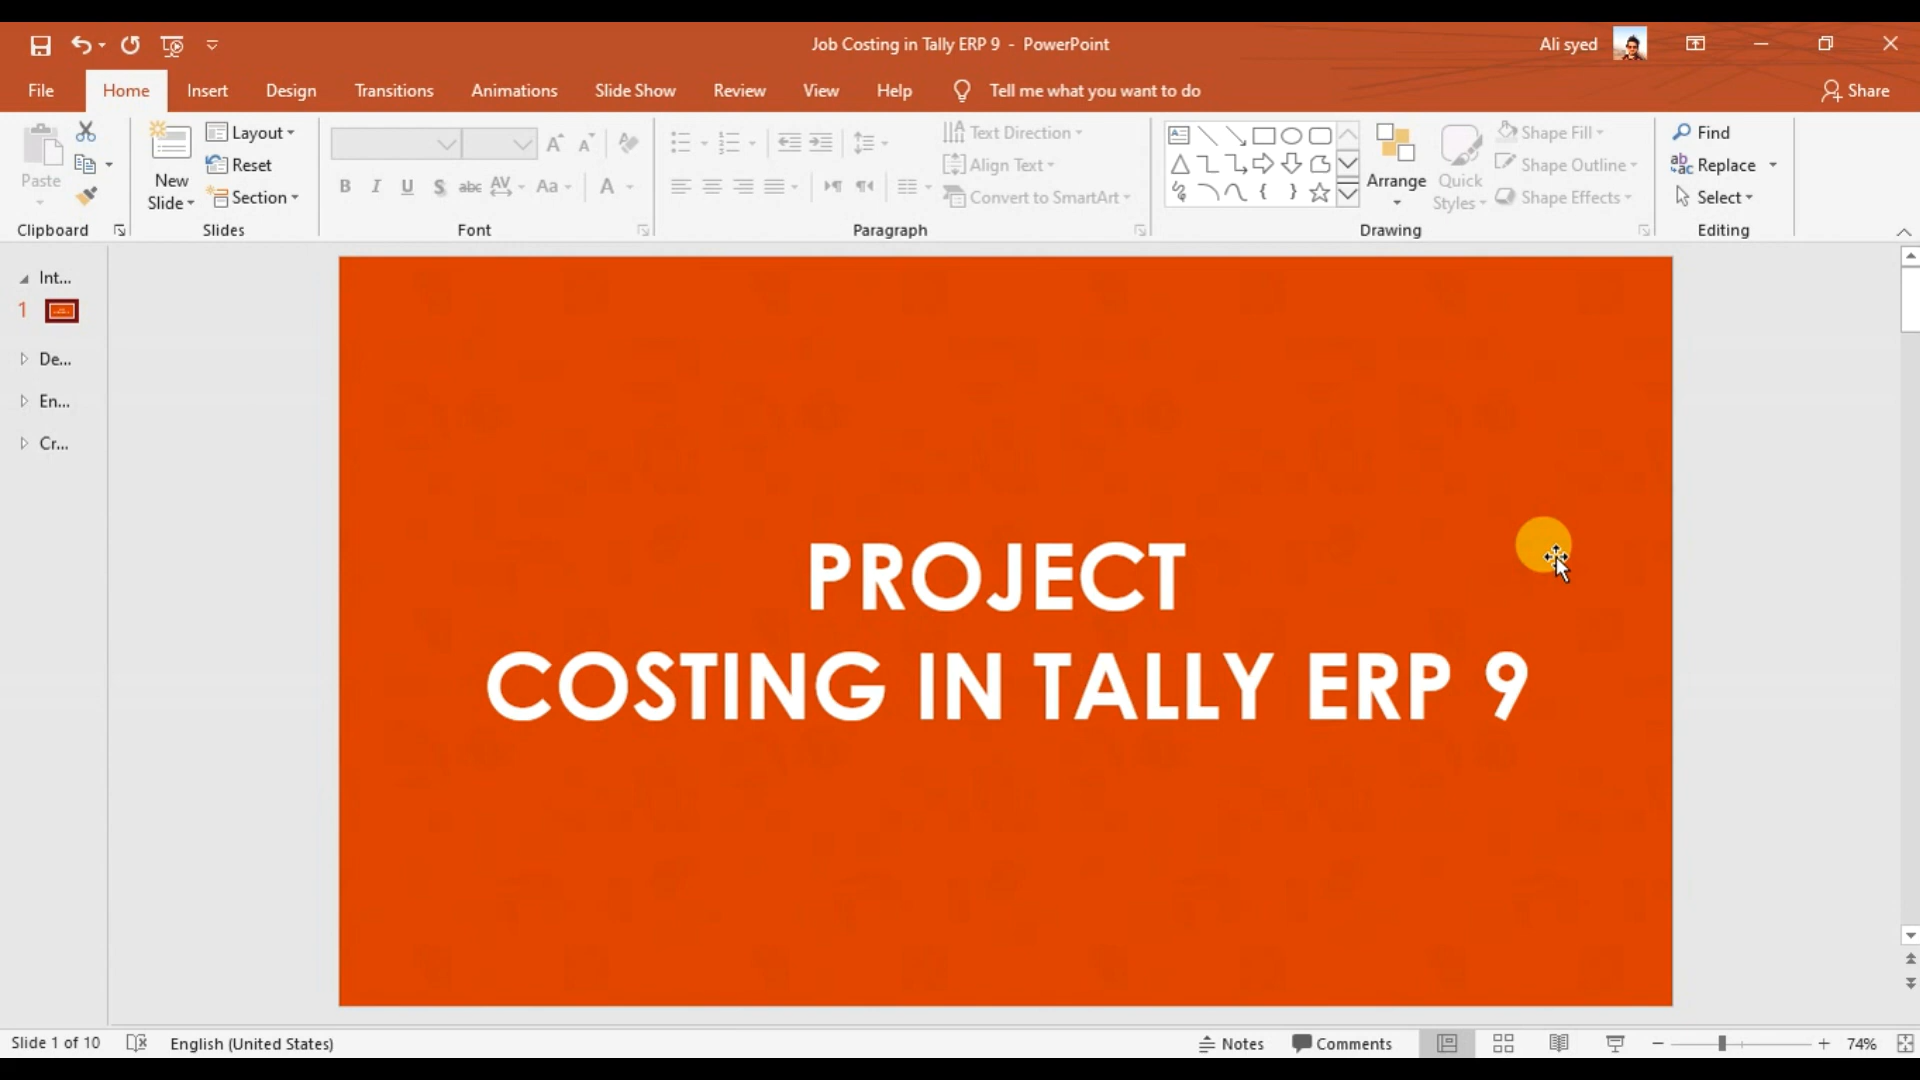 Job Costing in Tally ERP 9 - PowerPoint
Ali syed
File Home Insert Design Transitions Animations Slide Show Review View Help Tell me what you want to do Share
Paste
Clipboard
New Slide
Layout
Reset
Section
Slides
B I U S abc AV Aa A
Font
Text Direction
Align Text
Convert to SmartArt
Paragraph
Arrange
Quick Styles
Shape Fill
Shape Outline
Shape Effects
Drawing
Find
Replace
Select
Editing
Int...
1
De...
En...
Cr...
PROJECT
COSTING IN TALLY ERP 9
Slide 1 of 10 English (United States) Notes Comments 74%